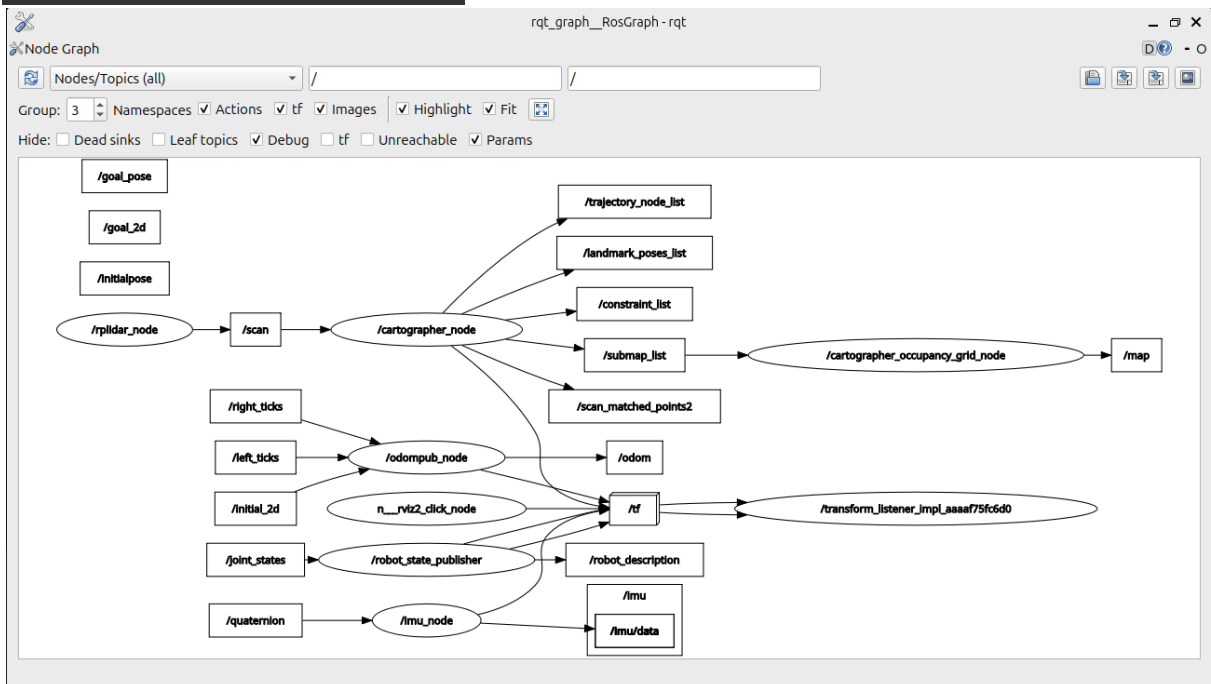 rqt_graph__RosGraph - rqt
Node Graph
D
- O
Nodes/Topics (all)
/
/
Group: 3 Namespaces Actions tf Images Highlight Fit
Hide: Dead sinks Leaf topics Debug tf Unreachable Params
/goal_pose
/trajectory_node_list
/goal_2d
/landmark_poses_list
/initialpose
/constraint_list
/rplidar_node
/scan
/cartographer_node
/submap_list
/cartographer_occupancy_grid_node
/map
/right_ticks
/scan_matched_points2
/left_ticks
/odompub_node
/odom
/initial_2d
n___rviz2_click_node
/tf
/transform_listener_impl_aaaaf75fc6d0
/joint_states
/robot_state_publisher
/robot_description
/imu
/quaternion
/imu_node
/imu/data